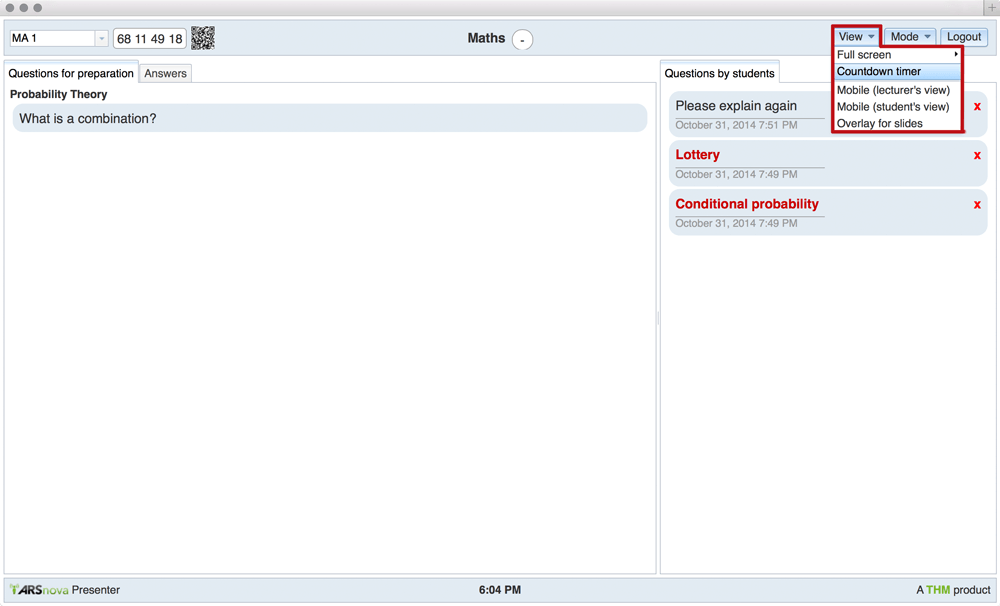 MA 1
68 11 49 18
Maths
-
View
Mode
Logout
Full screen
Countdown timer
Mobile (lecturer's view)
Mobile (student's view)
Overlay for slides
Questions for preparation
Answers
Probability Theory
What is a combination?
Questions by students
Please explain again
x
October 31, 2014 7:51 PM
Lottery
x
October 31, 2014 7:49 PM
Conditional probability
x
October 31, 2014 7:49 PM
ARSnova Presenter
6:04 PM
A THM product